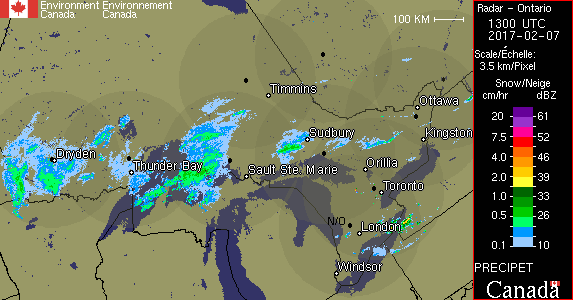 Environment Environnement
Canada Canada
100 KM
Radar - Ontario
1300 UTC
2017-02-07
Scale/Échelle:
3.5 km/Pixel
Snow/Neige
cm/hr dBZ
20 61
7.5 52
4.0 46
2.0 39
1.0 33
0.5 26
0.1 10
PRECIPET
Canada
Timmins
Ottawa
Sudbury
Kingston
Dryden
Thunder Bay
Sault Ste. Marie
Orillia
Toronto
N/O
London
Windsor